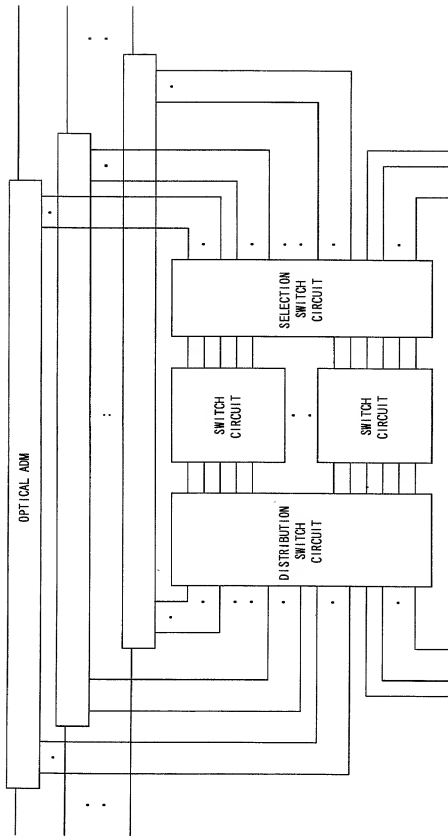 OPTICAL ADM
DISTRIBUTION
SWITCH
CIRCUIT
SWITCH
CIRCUIT
SWITCH
CIRCUIT
SELECTION
SWITCH
CIRCUIT